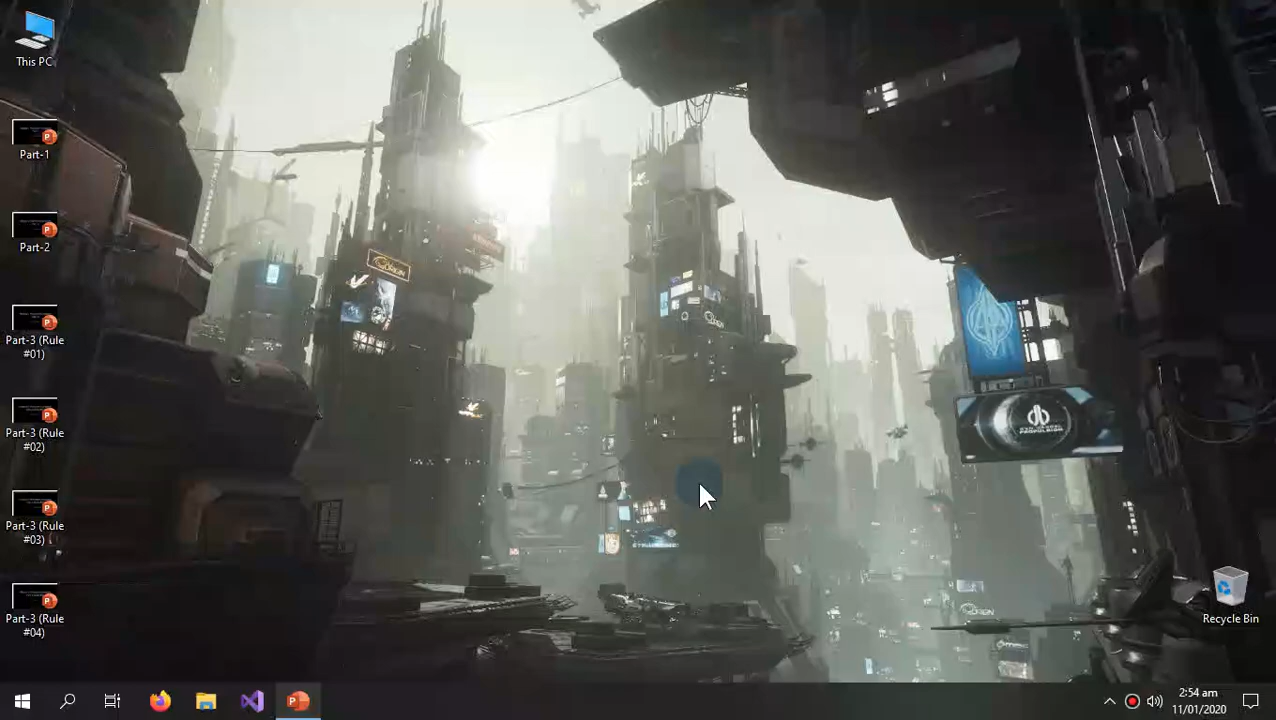 This PC
Part-1
Part-2
Part-3 (Rule
#01)
Part-3 (Rule
#02)
Part-3 (Rule
#03)
Part-3 (Rule
#04)
ORIGIN
Recycle Bin
2:54 am
11/01/2020